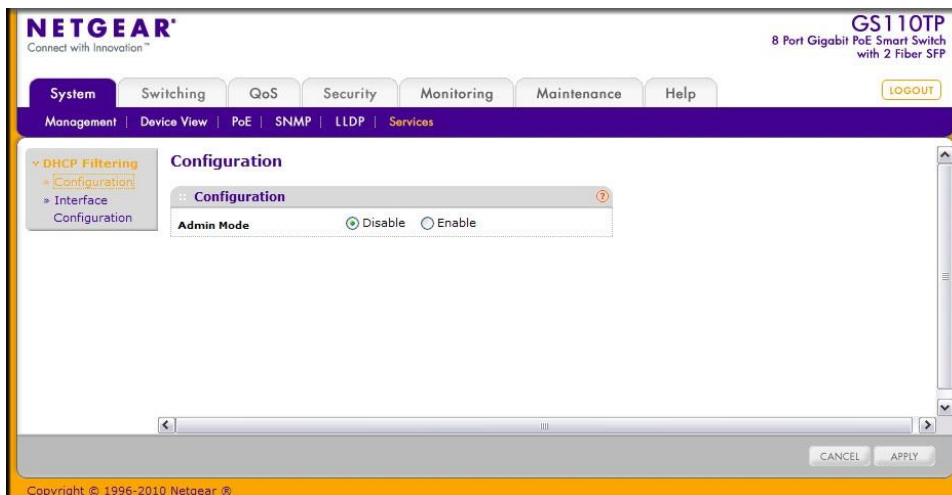 NETGEAR®
Connect with Innovation™
GS110TP
8 Port Gigabit PoE Smart Switch
with 2 Fiber SFP
System Switching QoS Security Monitoring Maintenance Help LOGOUT
Management | Device View | PoE | SNMP | LLDP | Services
DHCP Filtering
» Configuration
» Interface
Configuration
Configuration
Configuration ?
Admin Mode Disable Enable
CANCEL APPLY
Copyright © 1996-2010 Netgear ®